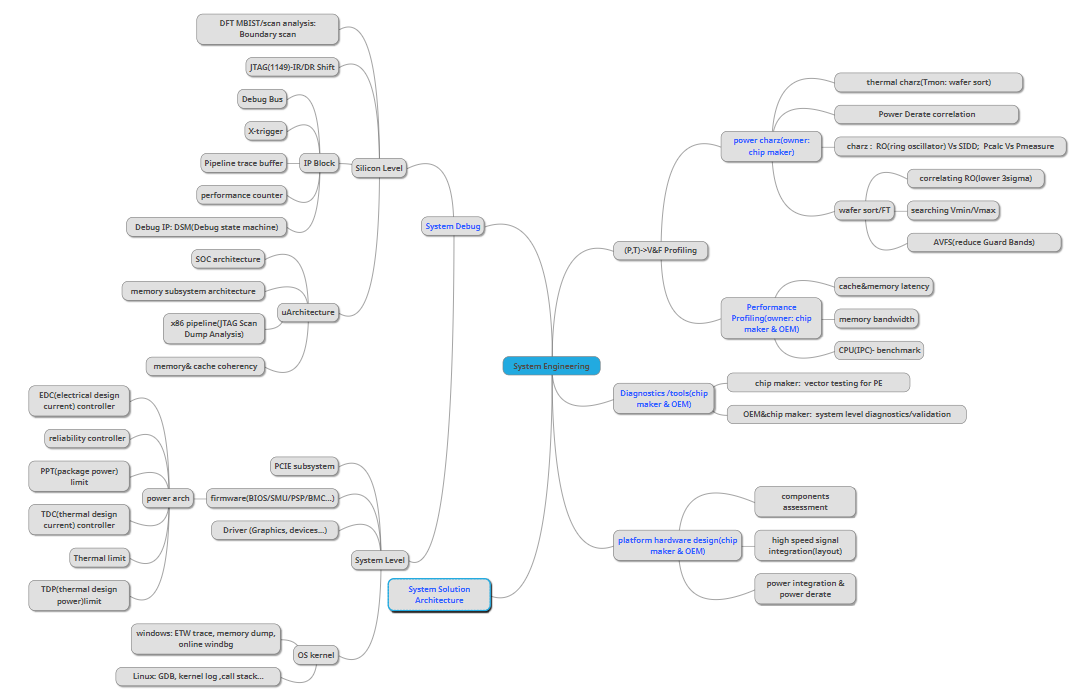 DFT MBIST/scan analysis:
Boundary scan
JTAG(1149)-IR/DR Shift
Debug Bus
X-trigger
Pipeline trace buffer
IP Block
performance counter
Debug IP: DSM(Debug state machine)
Silicon Level
SOC architecture
memory subsystem architecture
uArchitecture
x86 pipeline(JTAG Scan
Dump Analysis)
memory& cache coherency
System Debug
EDC(electrical design
current) controller
reliability controller
PPT(package power)
limit
TDC(thermal design
current) controller
Thermal limit
TDP(thermal design
power)limit
power arch
PCIE subsystem
firmware(BIOS/SMU/PSP/BMC...)
Driver (Graphics, devices...)
System Level
System Solution
Architecture
windows: ETW trace, memory dump,
online windbg
OS kernel
Linux: GDB, kernel log ,call stack...
System Engineering
thermal charz(Tmon: wafer sort)
Power Derate correlation
power charz(owner:
chip maker)
charz : RO(ring oscillator) Vs SIDD; Pcalc Vs Pmeasure
correlating RO(lower 3sigma)
wafer sort/FT
searching Vmin/Vmax
AVFS(reduce Guard Bands)
(P,T)->V&F Profiling
cache&memory latency
Performance
Profiling(owner: chip
maker & OEM)
memory bandwidth
CPU(IPC)- benchmark
Diagnostics /tools(chip
maker & OEM)
chip maker: vector testing for PE
OEM&chip maker: system level diagnostics/validation
components
assessment
platform hardware design(chip
maker & OEM)
high speed signal
integration(layout)
power integration &
power derate